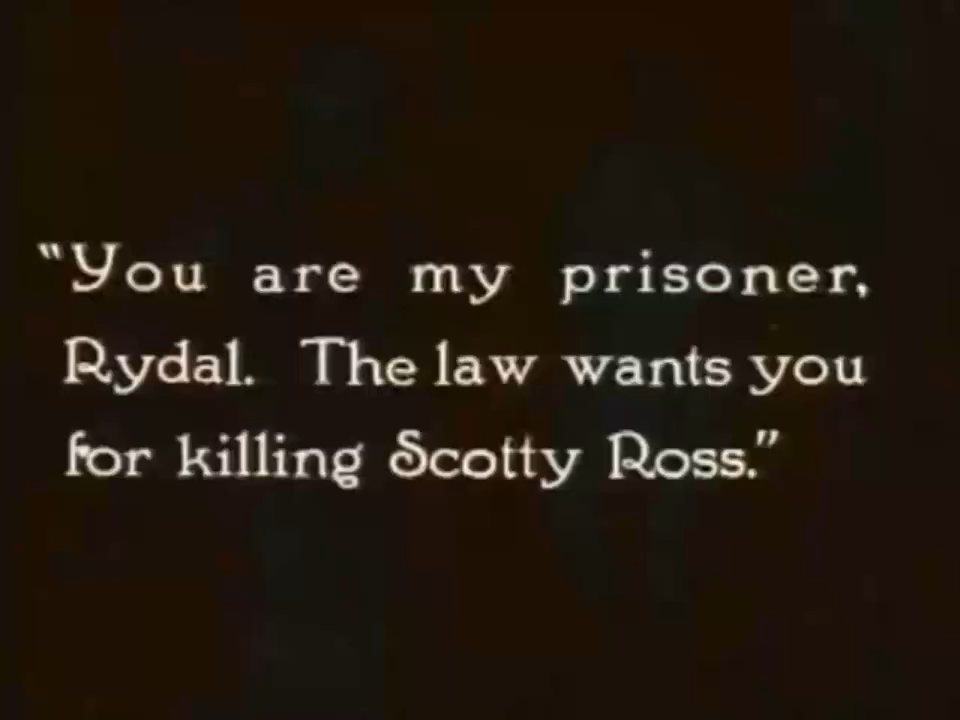 "You are my prisoner,
Rydal. The law wants you
for killing Scotty Ross."